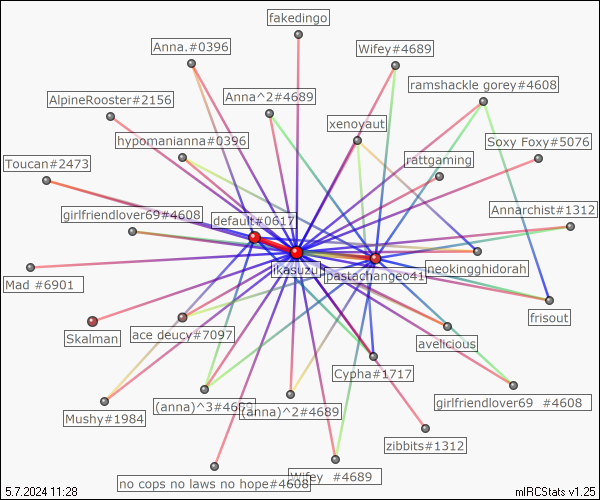 fakedingo
Anna.#0396
Wifey#4689
ramshackle gorey#4608
AlpineRooster#2156
Anna^2#4689
xenoyaut
hypomanianna#0396
Soxy Foxy#5076
Toucan#2473
rattgaming
girlfriendlover69#4608
default#0617
Annarchist#1312
ikasuzu
pastachangeo41
neokingghidorah
Mad #6901
frisout
Skalman
ace deucy#7097
avelicious
Cypha#1717
Mushy#1984
(anna)^3#46
(anna)^2#4689
girlfriendlover69 #4608
zibbits#1312
no cops no laws no hope#4608
Wifey #4689
5.7.2024 11:28
mIRCStats v1.25